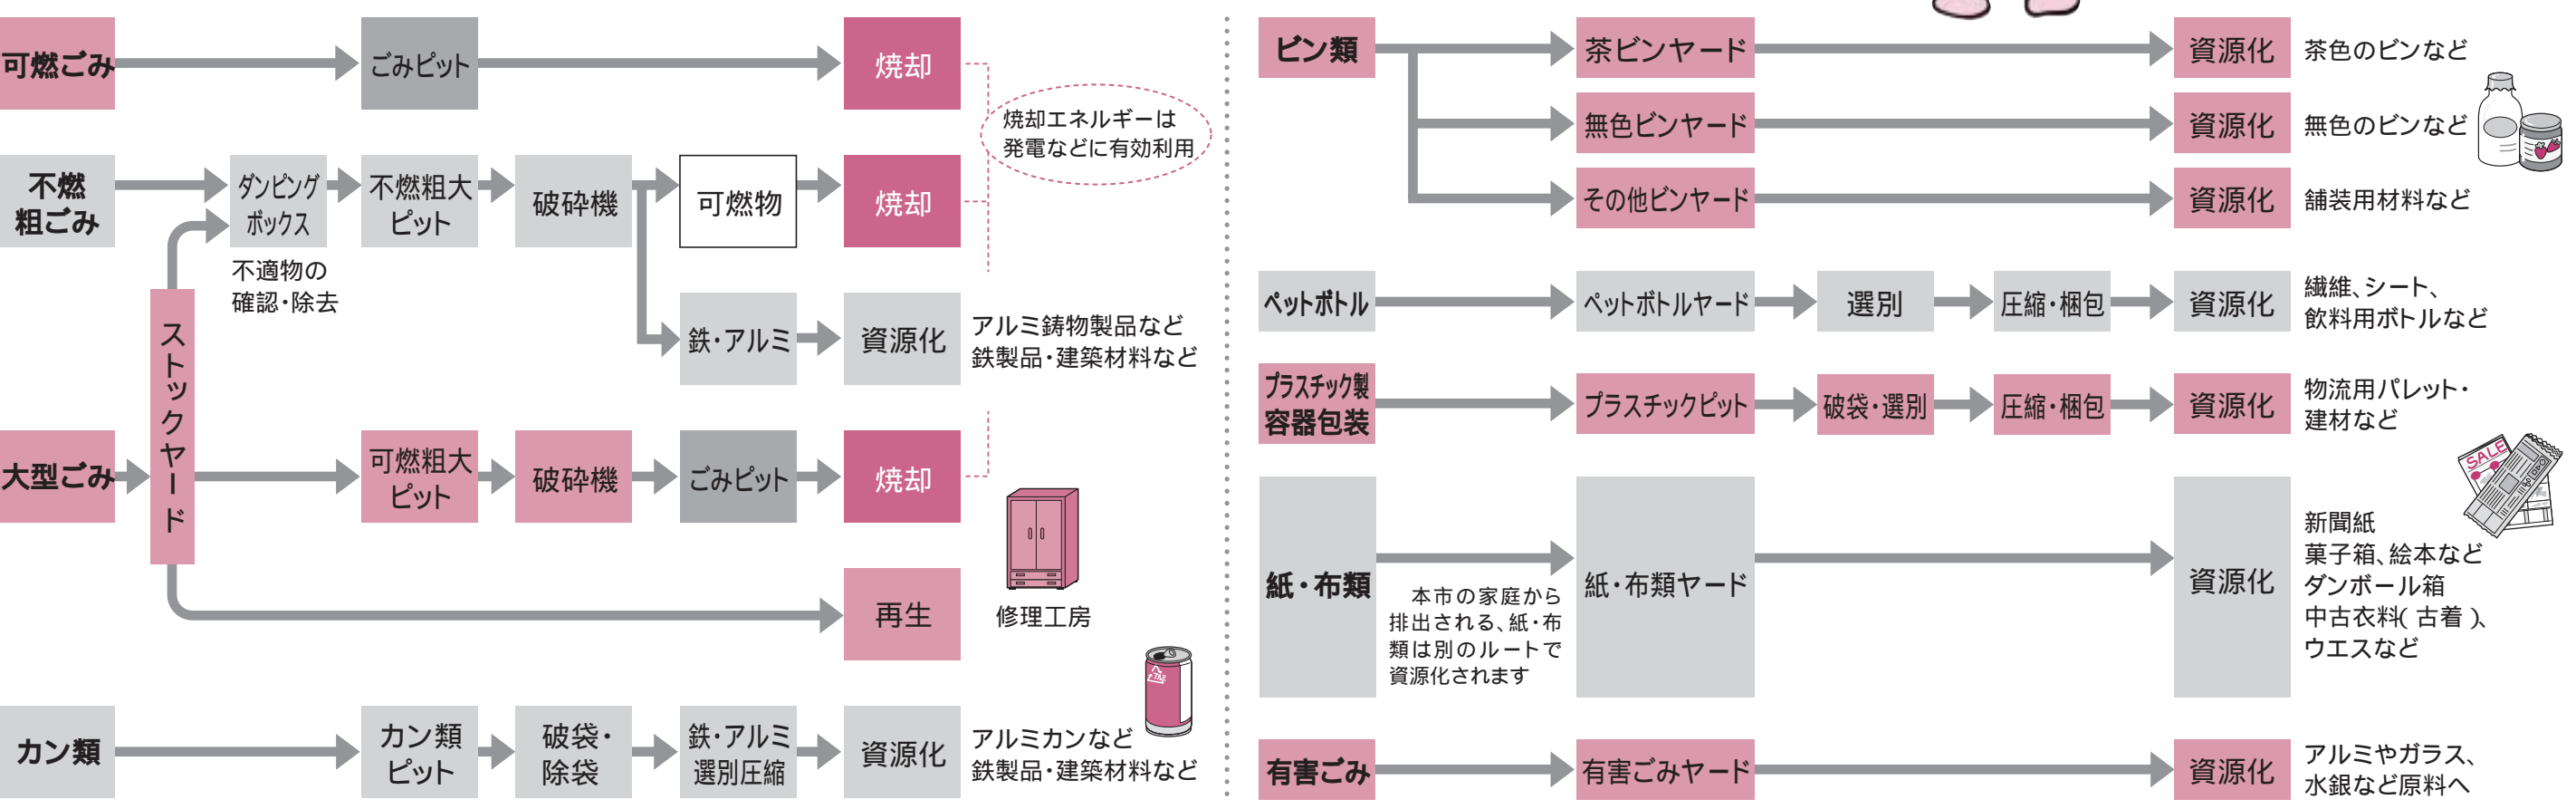 可燃ごみ
ごみピット
焼却
焼却エネルギーは
発電などに有効利用
不燃
粗ごみ
ダンピング
ボックス
不適物の
確認・除去
不燃粗大
ピット
破砕機
可燃物
焼却
鉄・アルミ
資源化
アルミ鋳物製品など
鉄製品・建築材料など
ストックヤード
大型ごみ
可燃粗大
ピット
破砕機
ごみピット
焼却
再生
修理工房
カン類
カン類
ピット
破袋・
除袋
鉄・アルミ
選別圧縮
資源化
アルミカンなど
鉄製品・建築材料など
ビン類
茶ビンヤード
資源化
茶色のビンなど
無色ビンヤード
資源化
無色のビンなど
その他ビンヤード
資源化
舗装用材料など
ペットボトル
ペットボトルヤード
選別
圧縮・梱包
資源化
繊維、シート、
飲料用ボトルなど
プラスチック製
容器包装
プラスチックピット
破袋・選別
圧縮・梱包
資源化
物流用パレット・
建材など
SALE
紙・布類
本市の家庭から
排出される、紙・布
類は別のルートで
資源化されます
紙・布類ヤード
資源化
新聞紙
菓子箱、絵本など
ダンボール箱
中古衣料(古着)、
ウエスなど
有害ごみ
有害ごみヤード
資源化
アルミやガラス、
水銀など原料へ